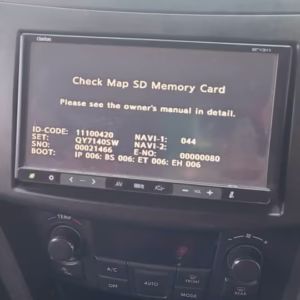 Clarion
Check Map SD Memory Card
Please see the owner's manual in detail.
ID-CODE: 11100420 NAVI-1: 044
SET: QY7140SW NAVI-2:
SNO: 00021466 E-NO: 00000080
BOOT: IP 006; BS 006; ET 006; EH 006
VOL
TEMP
A/C
AUTO
OFF
MODE